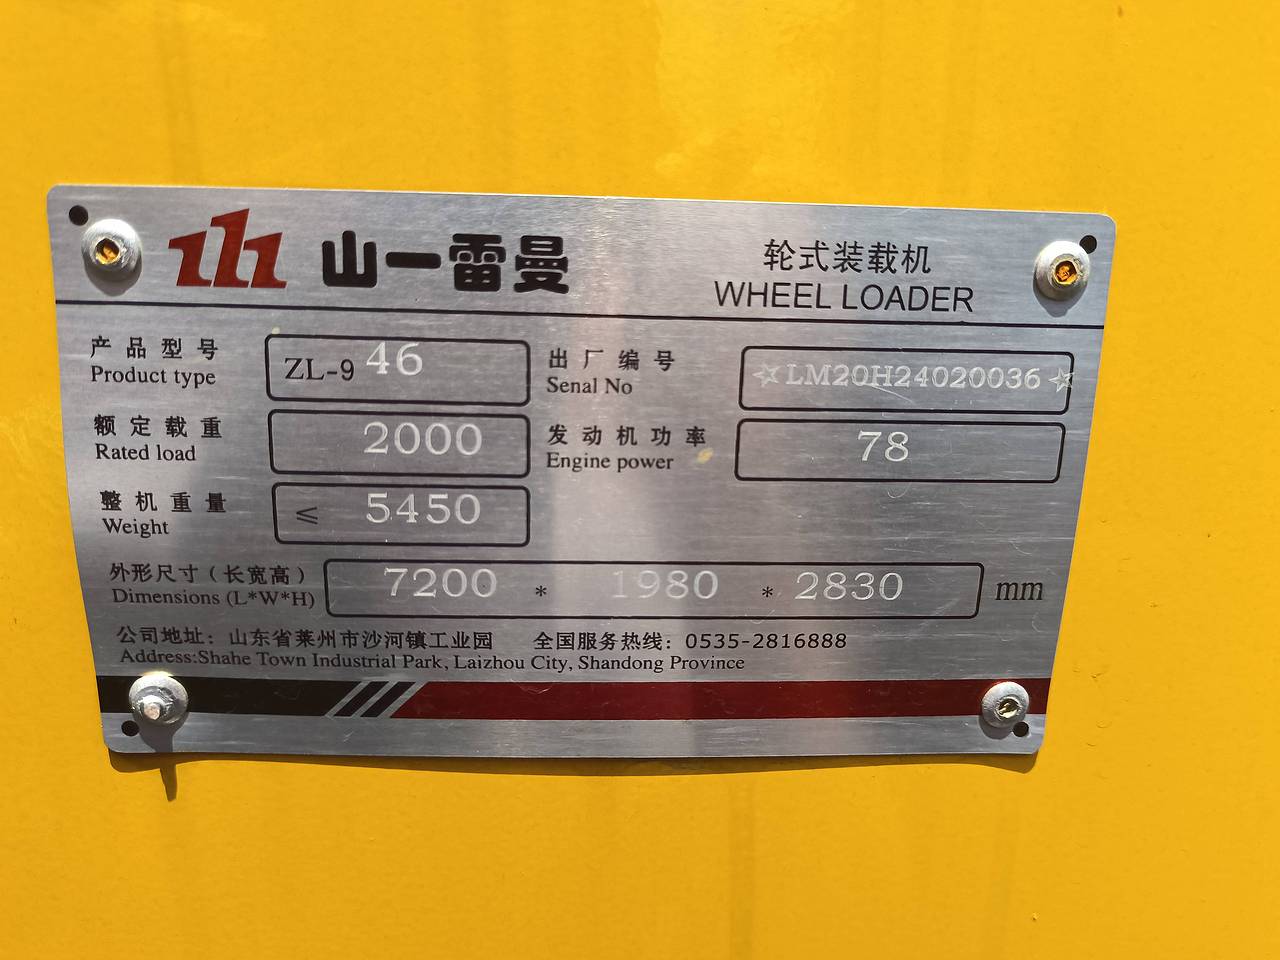 山一雷曼
轮式装载机
WHEEL LOADER
产品型号
Product type
ZL-946
出厂编号
Senal No
☆LM20H24020036☆
额定载重
Rated load
2000
发动机功率
Engine power
78
整机重量
Weight
≤ 5450
外形尺寸(长宽高)
Dimensions (L*W*H)
7200 * 1980 * 2830 mm
公司地址：山东省莱州市沙河镇工业园 全国服务热线：0535-2816888
Address:Shahe Town Industrial Park, Laizhou City, Shandong Province